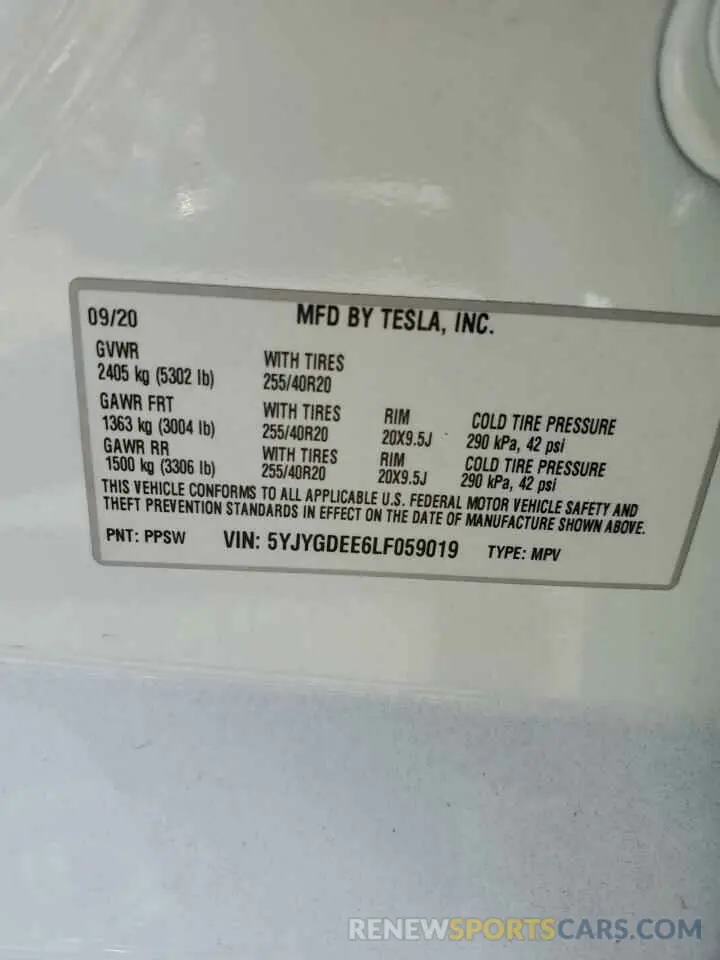 09/20 MFD BY TESLA, INC.
GVWR WITH TIRES
2405 kg (5302 lb) 255/40R20
GAWR FRT WITH TIRES RIM COLD TIRE PRESSURE
1363 kg (3004 lb) 255/40R20 20X9.5J 290 kPa, 42 psi
GAWR RR WITH TIRES RIM COLD TIRE PRESSURE
1500 kg (3306 lb) 255/40R20 20X9.5J 290 kPa, 42 psi
THIS VEHICLE CONFORMS TO ALL APPLICABLE U.S. FEDERAL MOTOR VEHICLE SAFETY AND
THEFT PREVENTION STANDARDS IN EFFECT ON THE DATE OF MANUFACTURE SHOWN ABOVE.
PNT: PPSW VIN: 5YJYGDEE6LF059019 TYPE: MPV
RENEWSPORTSCARS.COM